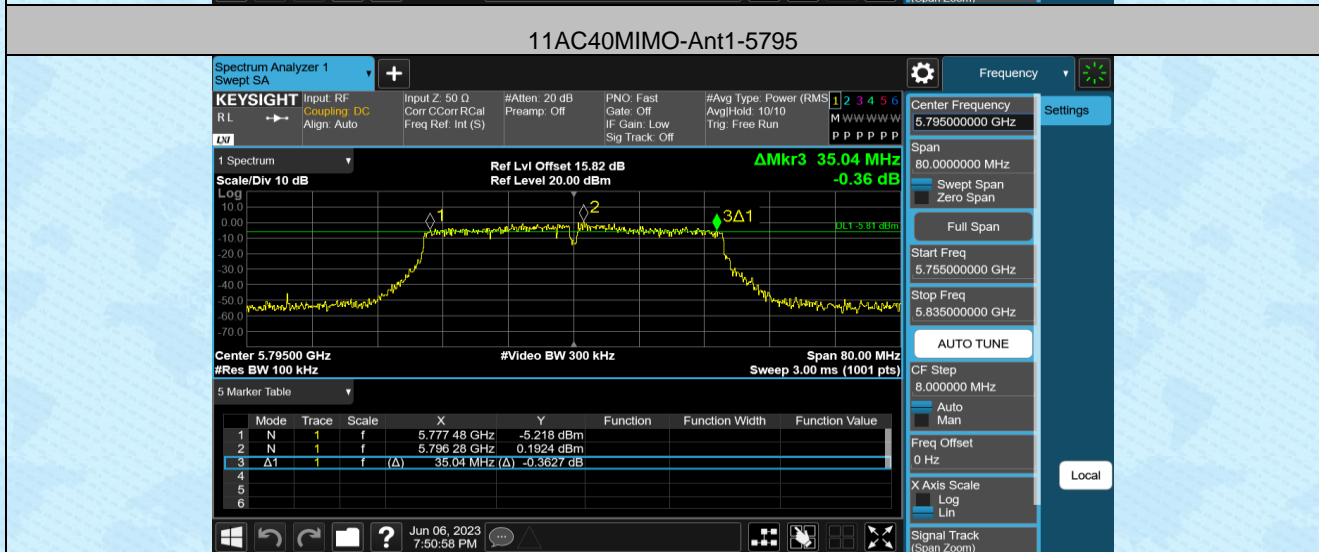 (Span Zoom)
11AC40MIMO-Ant1-5795
Spectrum Analyzer 1
Swept SA
+
Frequency
KEYSIGHT
RL
LXI
Input: RF
Coupling: DC
Align: Auto
Input Z: 50 Ω
Corr CCorr RCal
Freq Ref: Int (S)
#Atten: 20 dB
Preamp: Off
PNO: Fast
Gate: Off
IF Gain: Low
Sig Track: Off
#Avg Type: Power (RMS
Avg|Hold: 10/10
Trig: Free Run
1 2 3 4 5 6
M W W W W W
P P P P P P
1 Spectrum
Scale/Div 10 dB
Ref Lvl Offset 15.82 dB
Ref Level 20.00 dBm
ΔMkr3 35.04 MHz
-0.36 dB
Log
10.0
0.00
-10.0
-20.0
-30.0
-40.0
-50.0
-60.0
-70.0
1
2
3Δ1
DL1 -5.81 dBm
Center 5.79500 GHz
#Video BW 300 kHz
Span 80.00 MHz
#Res BW 100 kHz
Sweep 3.00 ms (1001 pts)
5 Marker Table
Mode Trace Scale X Y Function Function Width Function Value
1 N 1 f 5.777 48 GHz -5.218 dBm
2 N 1 f 5.796 28 GHz 0.1924 dBm
3 Δ1 1 f (Δ) 35.04 MHz (Δ) -0.3627 dB
4
5
6
Jun 06, 2023
7:50:58 PM
?
Center Frequency
5.795000000 GHz
Settings
Span
80.0000000 MHz
Swept Span
Zero Span
Full Span
Start Freq
5.755000000 GHz
Stop Freq
5.835000000 GHz
AUTO TUNE
CF Step
8.000000 MHz
Auto
Man
Freq Offset
0 Hz
Local
X Axis Scale
Log
Lin
Signal Track
(Span Zoom)